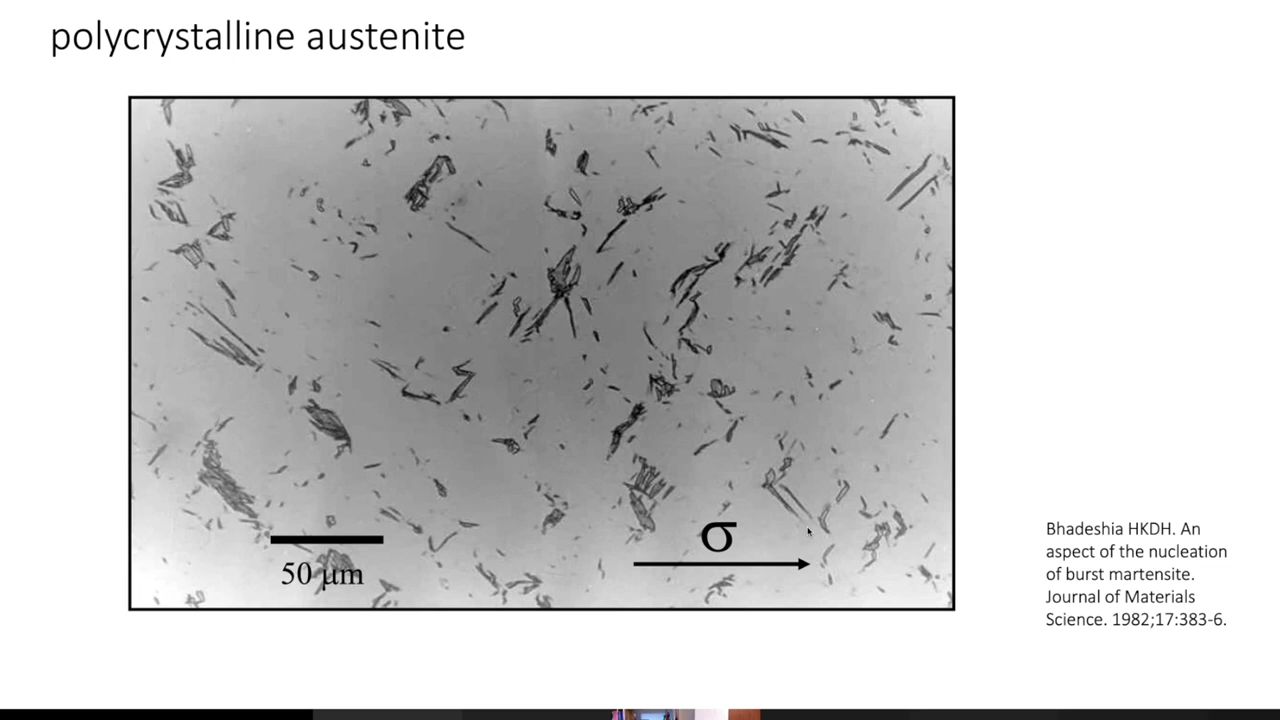 polycrystalline austenite
σ
50 μm
Bhadeshia HKDH. An
aspect of the nucleation
of burst martensite.
Journal of Materials
Science. 1982;17:383-6.